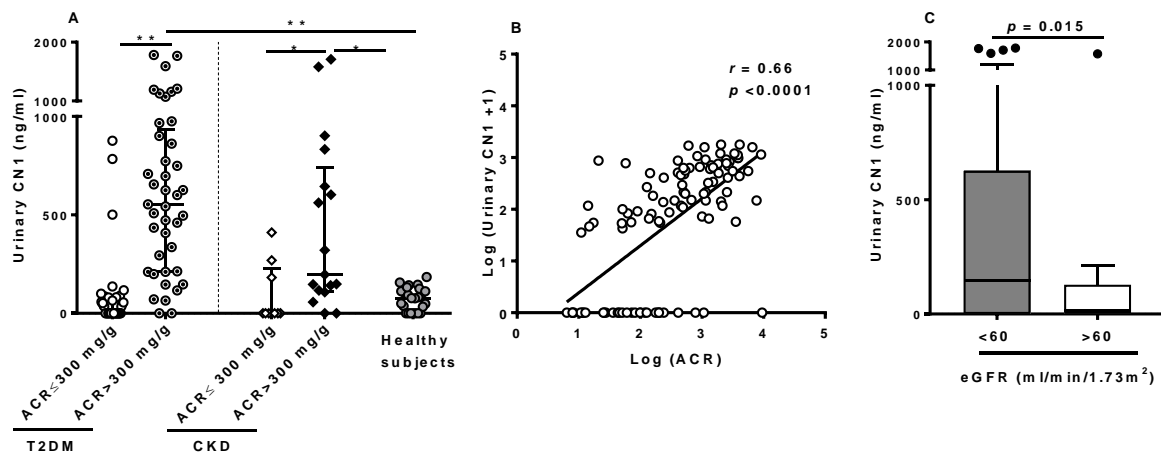 A
Urinary CN1 (ng/ml)
2000
1000
1000
500
0
**
**
*
*
ACR≤300 mg/g
ACR>300 mg/g
ACR≤ 300 mg/g
ACR>300 mg/g
Healthy
subjects
T2DM
CKD
B
Log (Urinary CN1 +1)
5
4
3
2
1
0
r = 0.66
p <0.0001
0 1 2 3 4 5
Log (ACR)
C
Urinary CN1 (ng/ml)
p = 0.015
2000
1000
1000
500
0
<60 >60
eGFR (ml/min/1.73m²)